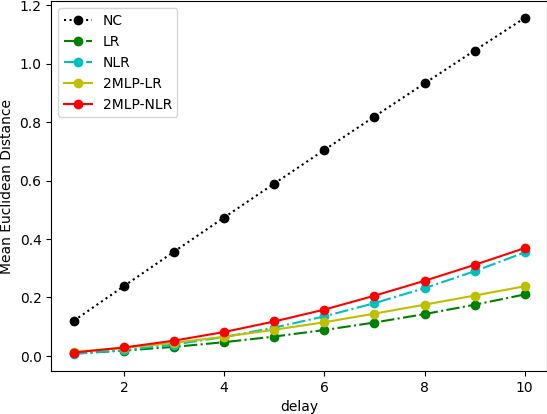 1.2
1.0
0.8
0.6
0.4
0.2
0.0
Mean Euclidean Distance
NC
LR
NLR
2MLP-LR
2MLP-NLR
2 4 6 8 10
delay